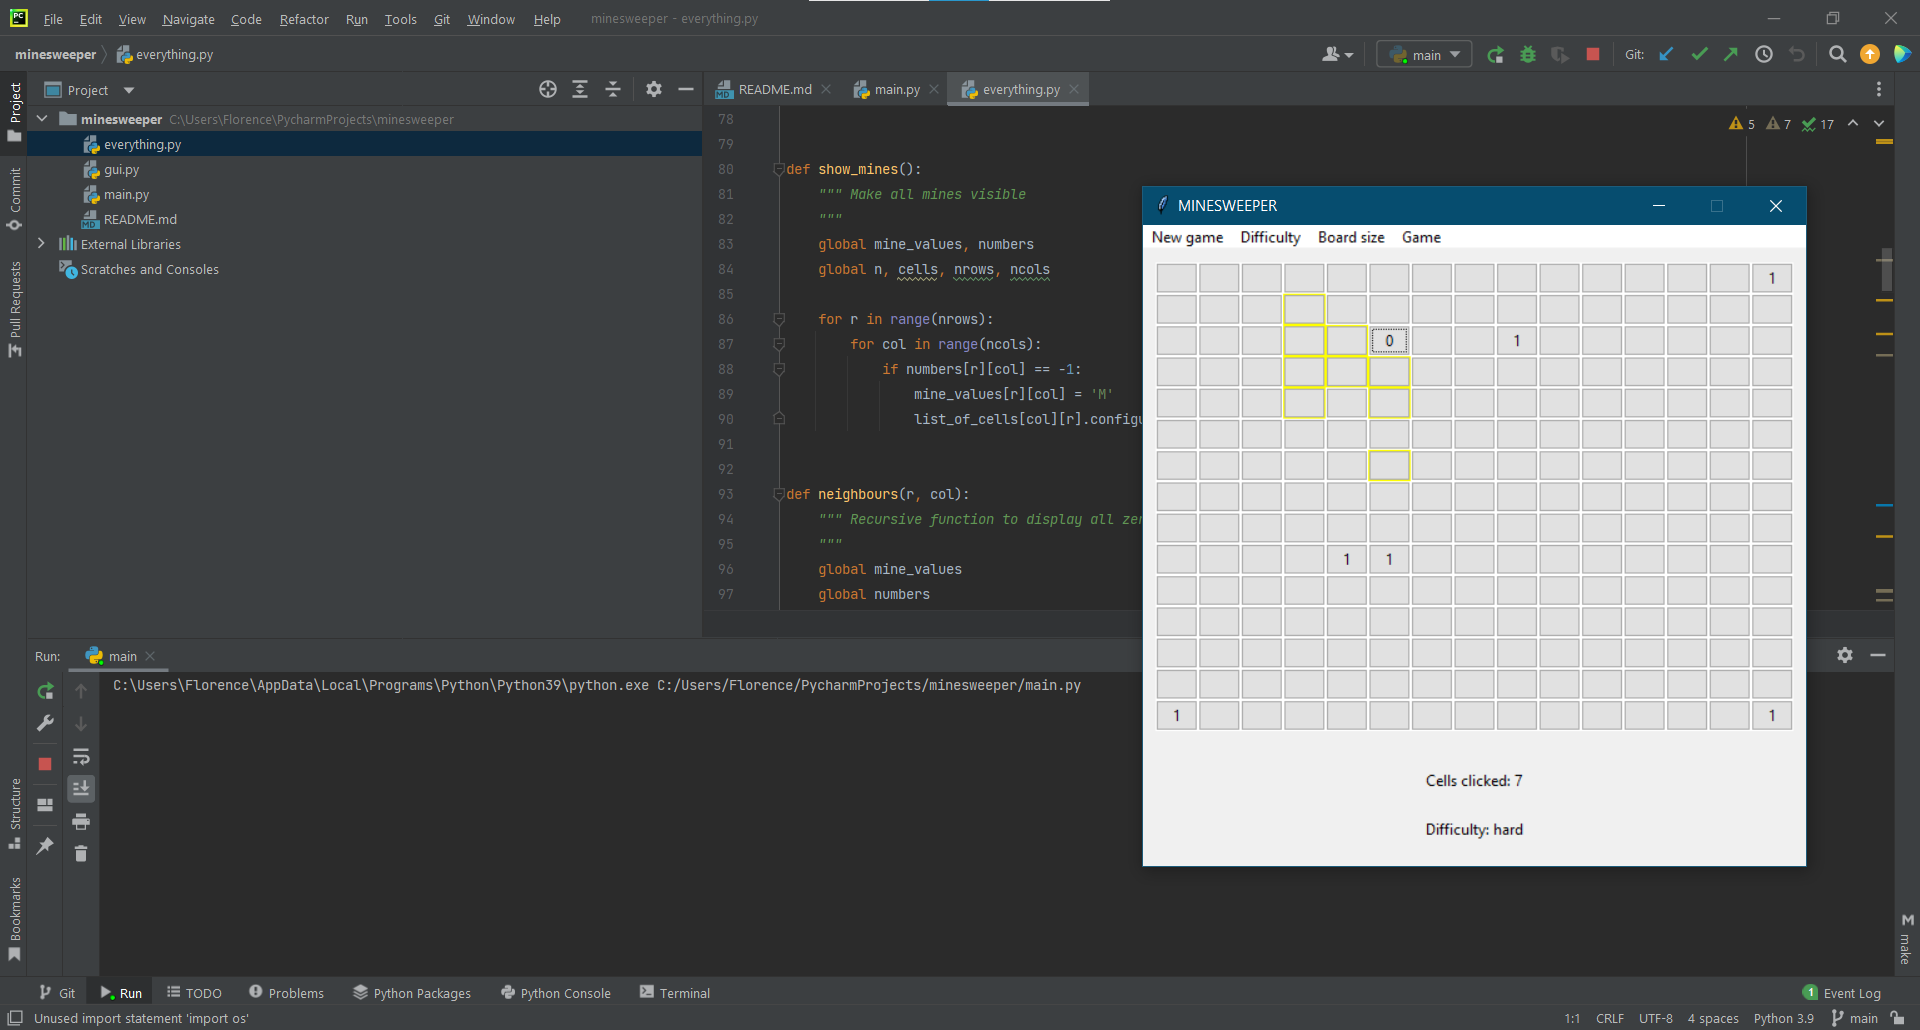 File Edit View Navigate Code Refactor Run Tools Git Window Help minesweeper - everything.py
minesweeper everything.py main Git:
Project
README.md main.py everything.py
minesweeper C:\Users\Florence\PycharmProjects\minesweeper
everything.py
gui.py
main.py
README.md
External Libraries
Scratches and Consoles
Project
Commit
Pull Requests
Structure
Bookmarks
5 7 17
78
79
80 def show_mines():
81 """ Make all mines visible
82 """
83 global mine_values, numbers
84 global n, cells, nrows, ncols
85
86 for r in range(nrows):
87 for col in range(ncols):
88 if numbers[r][col] == -1:
89 mine_values[r][col] = 'M'
90 list_of_cells[col][r].configu
91
92
93 def neighbours(r, col):
94 """ Recursive function to display all zer
95 """
96 global mine_values
97 global numbers
MINESWEEPER
New game Difficulty Board size Game
1
0 1
1 1
1 1
Cells clicked: 7
Difficulty: hard
Run: main
C:\Users\Florence\AppData\Local\Programs\Python\Python39\python.exe C:/Users/Florence/PycharmProjects/minesweeper/main.py
make
Git Run TODO Problems Python Packages Python Console Terminal 1 Event Log
Unused import statement 'import os' 1:1 CRLF UTF-8 4 spaces Python 3.9 main